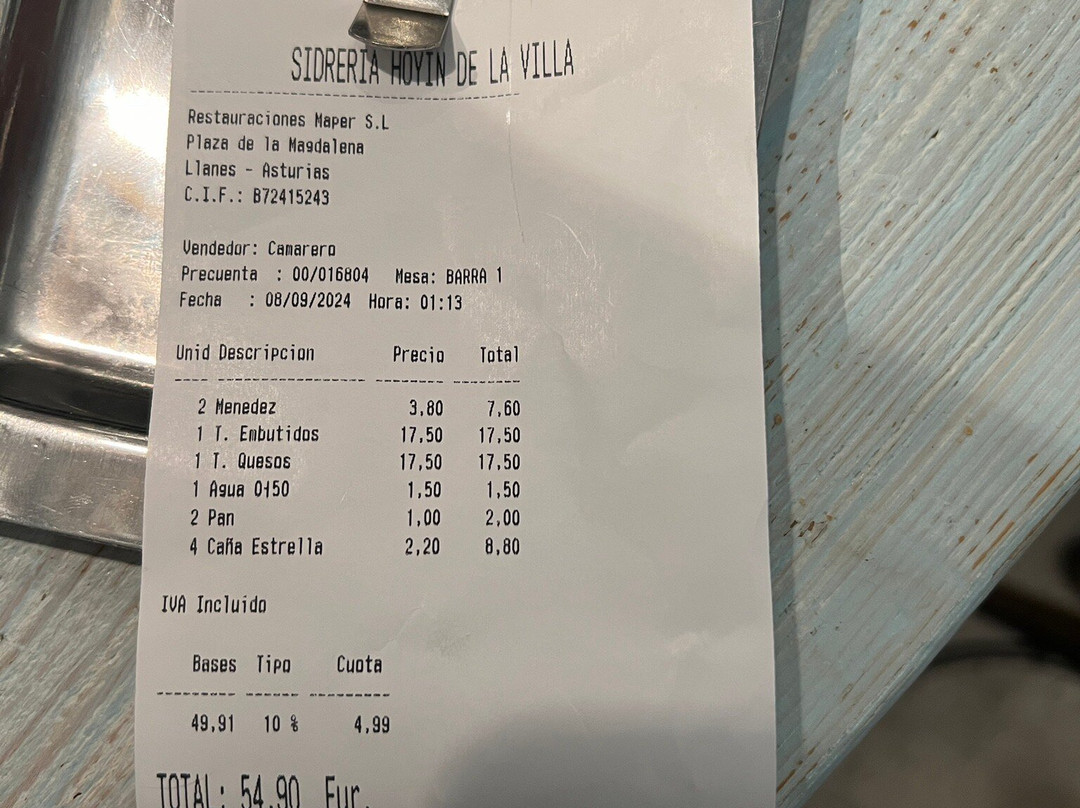 SIDRERIA HOYIN DE LA VILLA
Restauraciones Maper S.L
Plaza de la Magdalena
Llanes - Asturias
C.I.F.: B72415243
Vendedor: Camarero
Precuenta : 00/016804 Mesa: BARRA 1
Fecha : 08/09/2024 Hora: 01:13
Unid Descripcion Precio Total
2 Menedez 3,80 7,60
1 T. Embutidos 17,50 17,50
1 T. Quesos 17,50 17,50
1 Agua 0'50 1,50 1,50
2 Pan 1,00 2,00
4 Caña Estrella 2,20 8,80
IVA Incluido
Bases Tipo Cuota
49,91 10 % 4,99
TOTAL: 54,90 Eur.